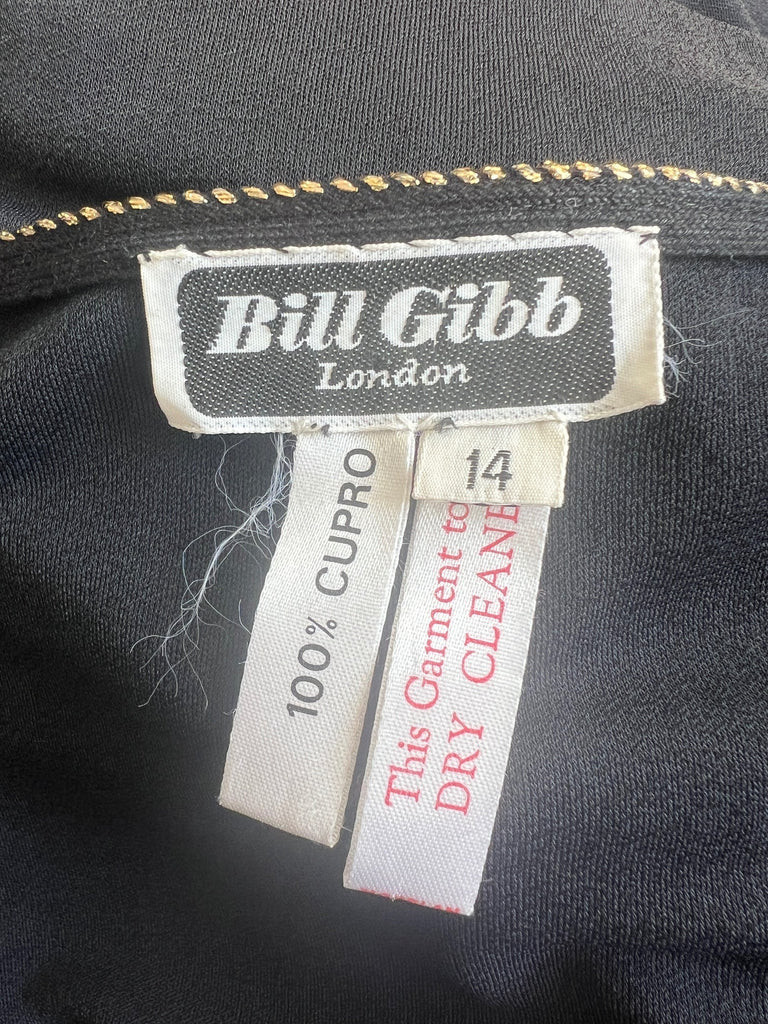 Bill Gibb
London
14
100% CUPRO
This Garment to
DRY CLEANE